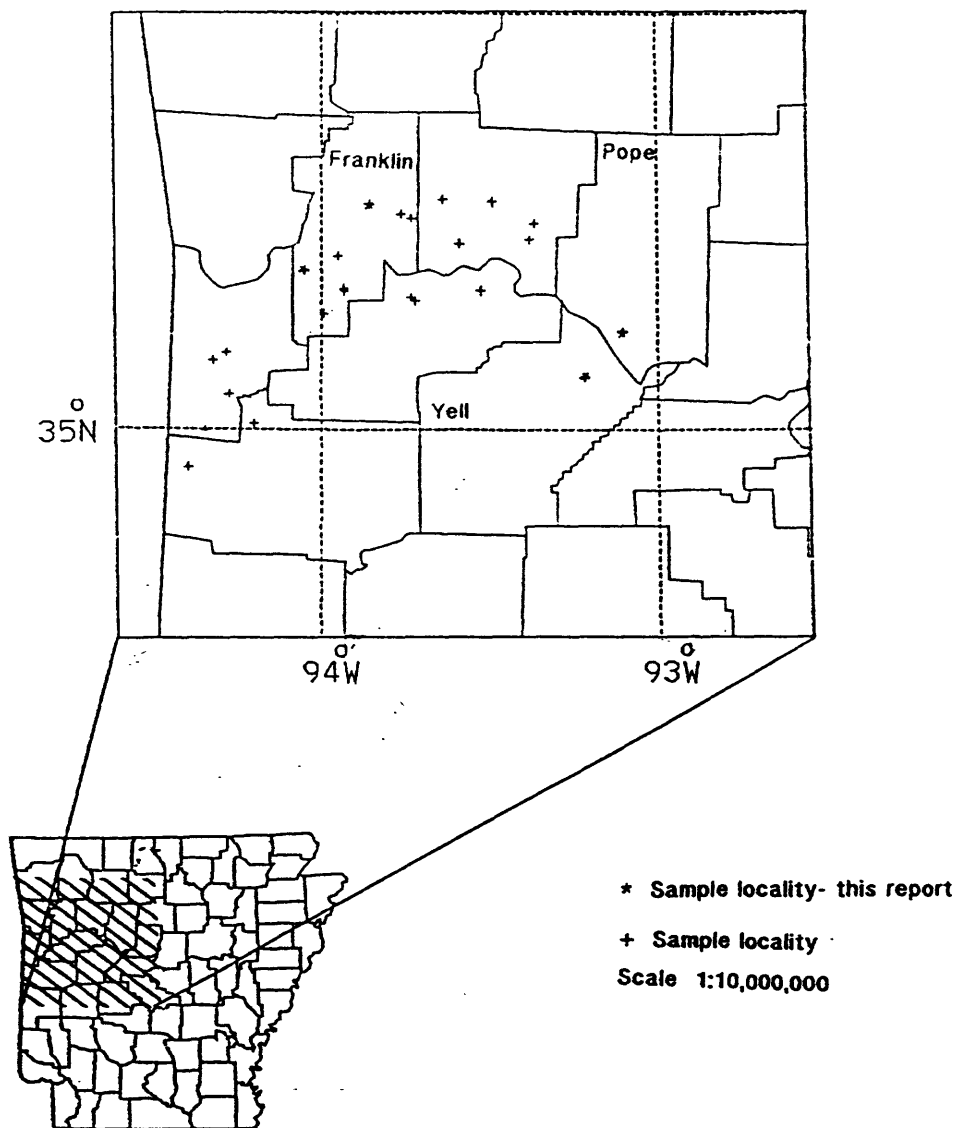 Franklin
Pope
Yell
35N
94W
93W
* Sample locality- this report
+ Sample locality
Scale 1:10,000,000